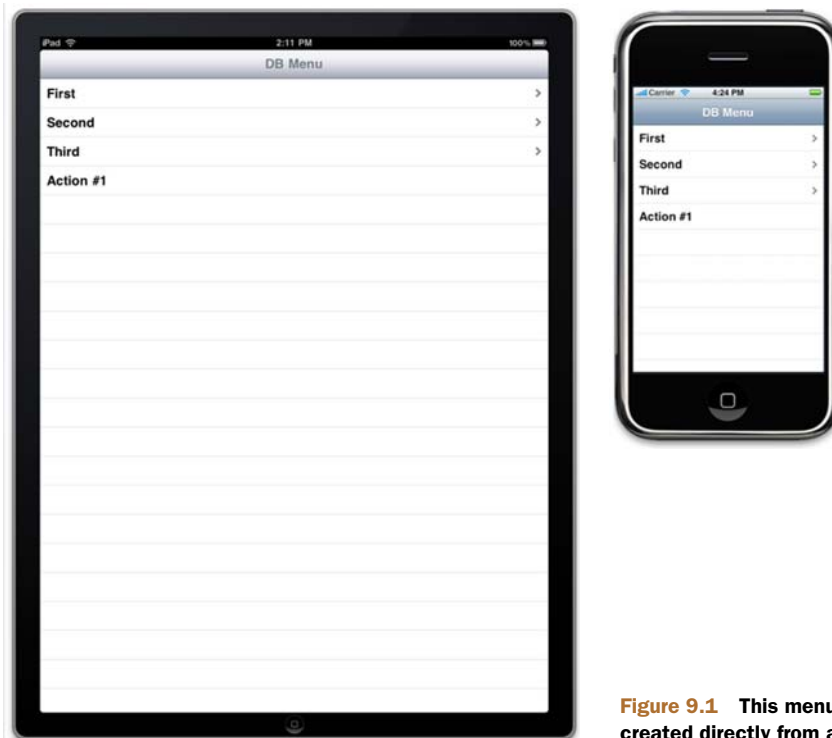 iPad 2:11 PM 100%
DB Menu
First
Second
Third
Action #1
Carrier 4:24 PM
DB Menu
First
Second
Third
Action #1
Figure 9.1 This menu
created directly from a